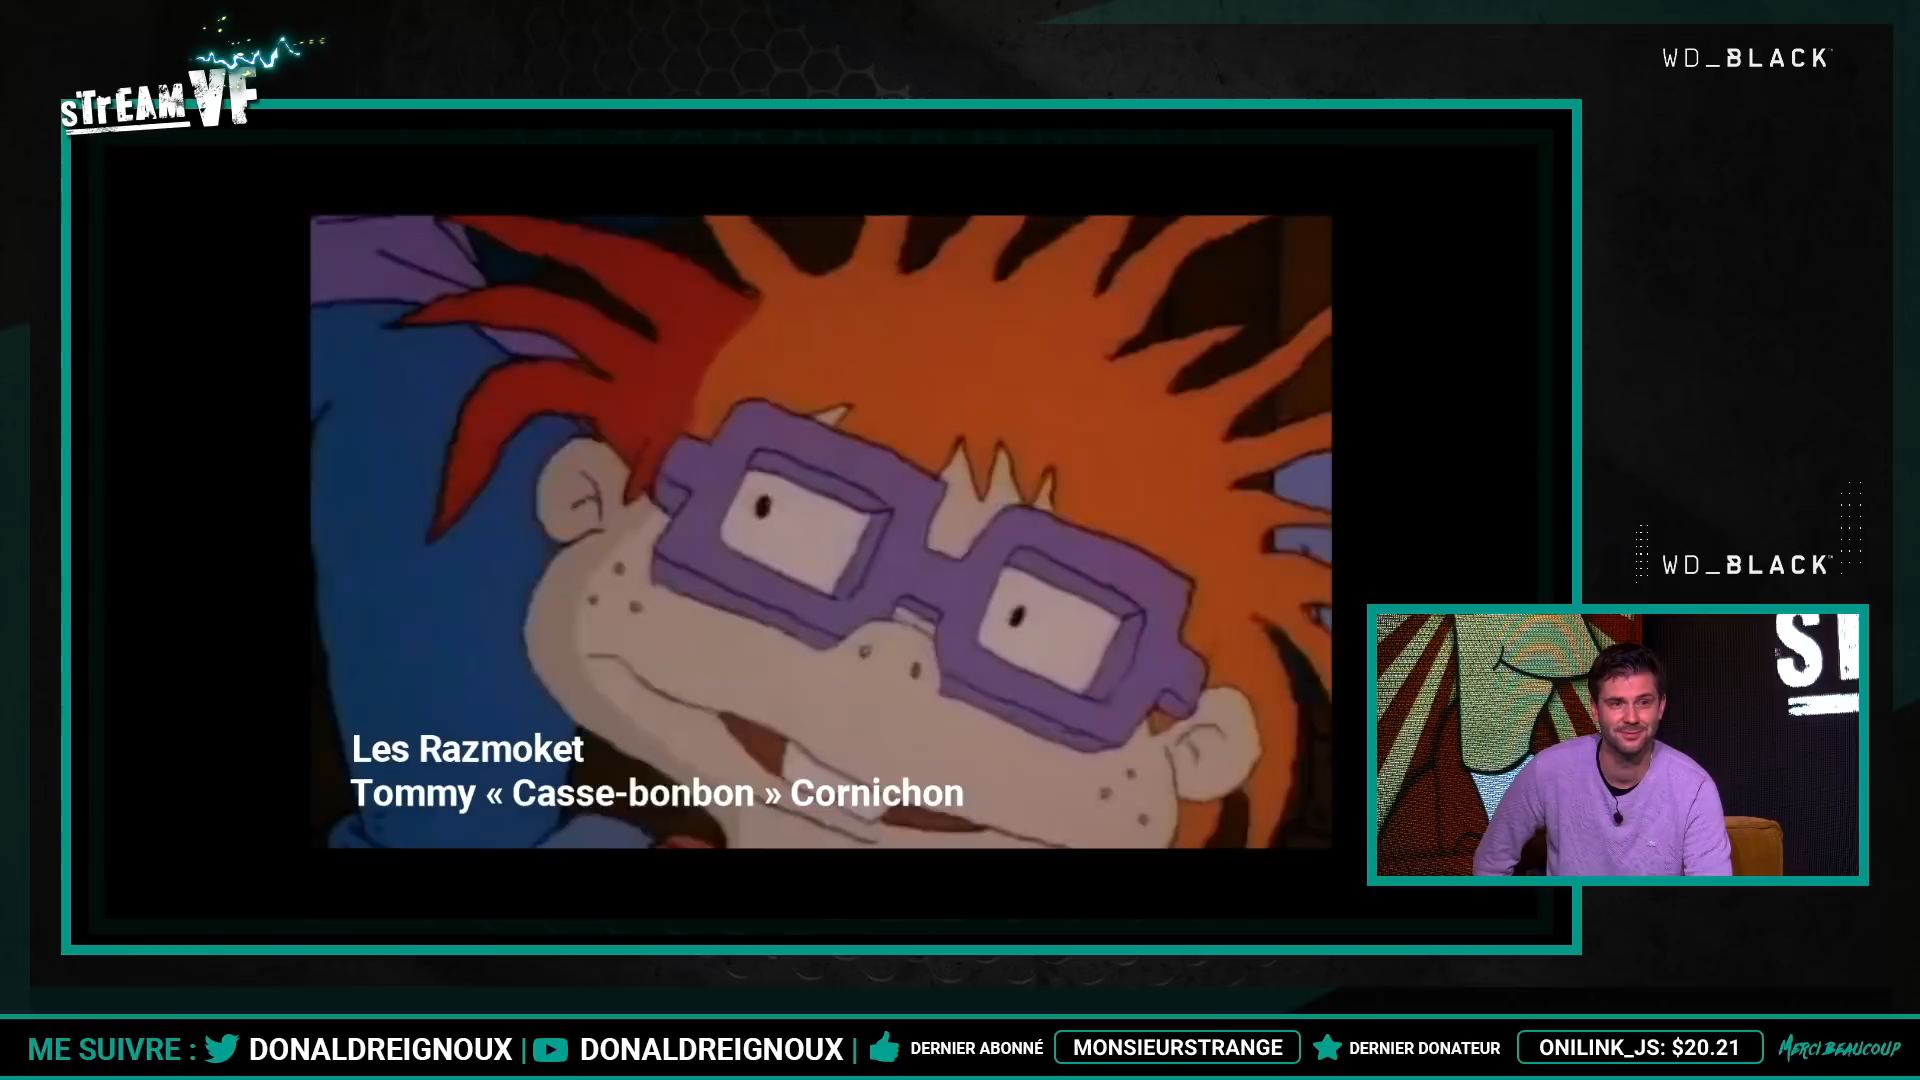 STrEAM VF
WD_BLACK
WD_BLACK
Les Razmoket
Tommy « Casse-bonbon » Cornichon
ME SUIVRE : DONALDREIGNOUX | DONALDREIGNOUX | DERNIER ABONNÉ MONSIEURSTRANGE DERNIER DONATEUR ONILINK_JS: $20.21 MERCI BEAUCOUP